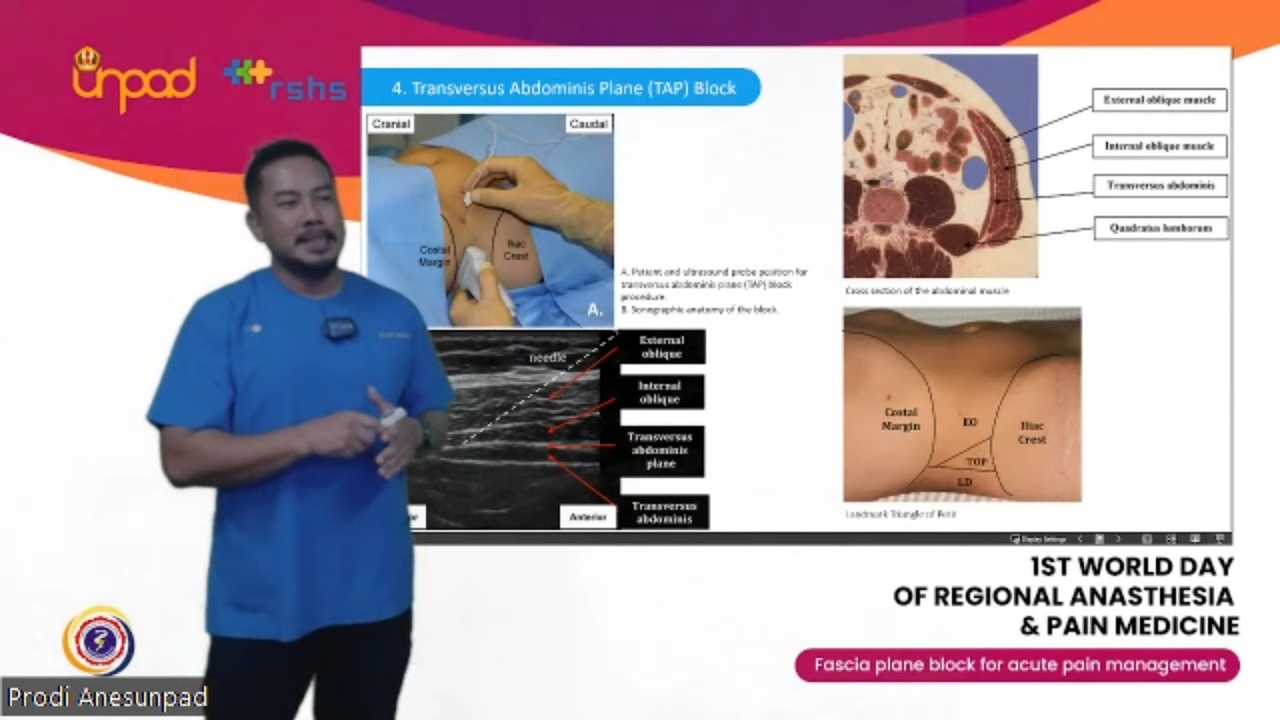 unpad
rshs
4. Transversus Abdominis Plane (TAP) Block
Cranial
Caudal
Costal
Margin
Iliac
Crest
A.
A. Patient and ultrasound probe position for
transversus abdominis plane (TAP) block
procedure.
B. Sonographic anatomy of the block.
needle
External
oblique
Internal
oblique
Transversus
abdominis
plane
Transversus
abdominis
Anterior
External oblique muscle
Internal oblique muscle
Transversus abdominis
Quadratus lumborum
Cross section of the abdominal muscle
Costal
Margin
EO
Iliac
Crest
TOP
LD
Landmark Triangle of Petit
Display Settings
1ST WORLD DAY
OF REGIONAL ANASTHESIA
& PAIN MEDICINE
Fascia plane block for acute pain management
Prodi Anesunpad